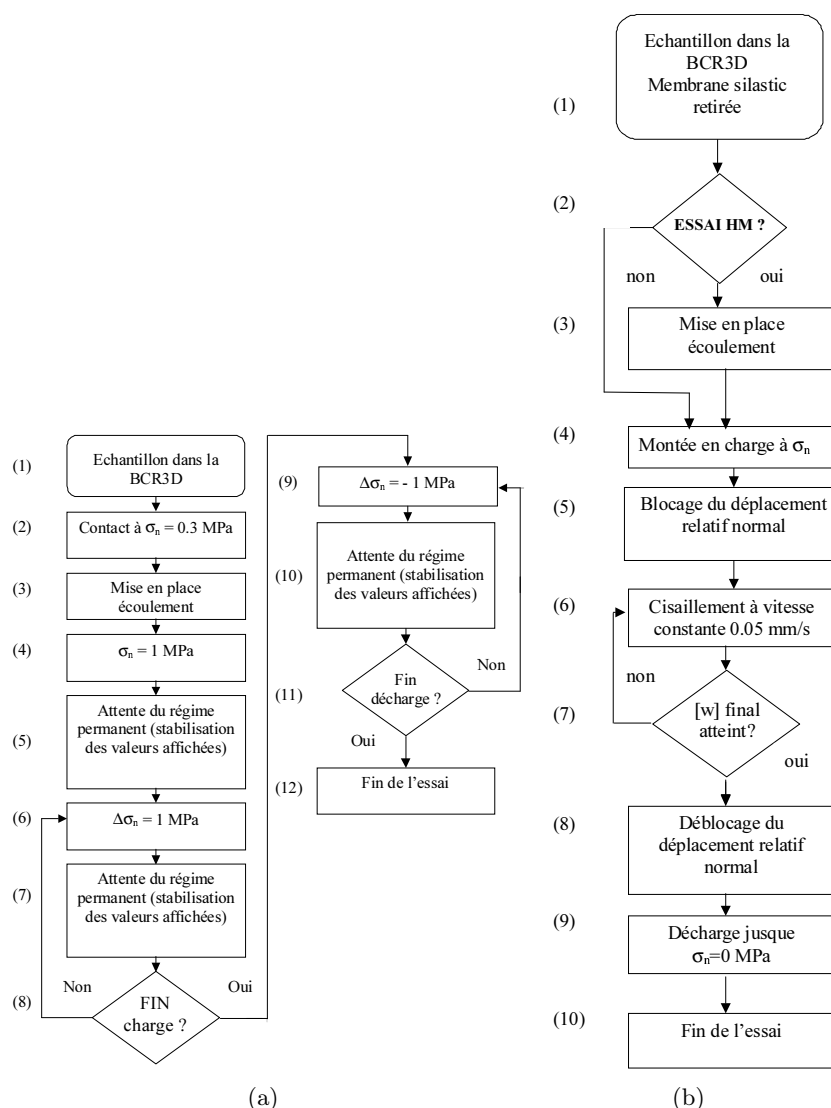 (1)
Echantillon dans la
BCR3D
(2)
Contact à σn = 0.3 MPa
(3)
Mise en place
écoulement
(4)
σn = 1 MPa
(5)
Attente du régime
permanent (stabilisation
des valeurs affichées)
(6)
Δσn = 1 MPa
(7)
Attente du régime
permanent (stabilisation
des valeurs affichées)
(8)
Non
Oui
FIN
charge ?
(9)
Δσn = - 1 MPa
(10)
Attente du régime
permanent (stabilisation
des valeurs affichées)
(11)
Fin
décharge ?
Non
Oui
(12)
Fin de l'essai
(a)
(1)
Echantillon dans la
BCR3D
Membrane silastic
retirée
(2)
ESSAI HM ?
non
oui
(3)
Mise en place
écoulement
(4)
Montée en charge à σn
(5)
Blocage du déplacement
relatif normal
(6)
Cisaillement à vitesse
constante 0.05 mm/s
non
(7)
[w] final
atteint?
oui
(8)
Déblocage du
déplacement relatif
normal
(9)
Décharge jusque
σn=0 MPa
(10)
Fin de l'essai
(b)